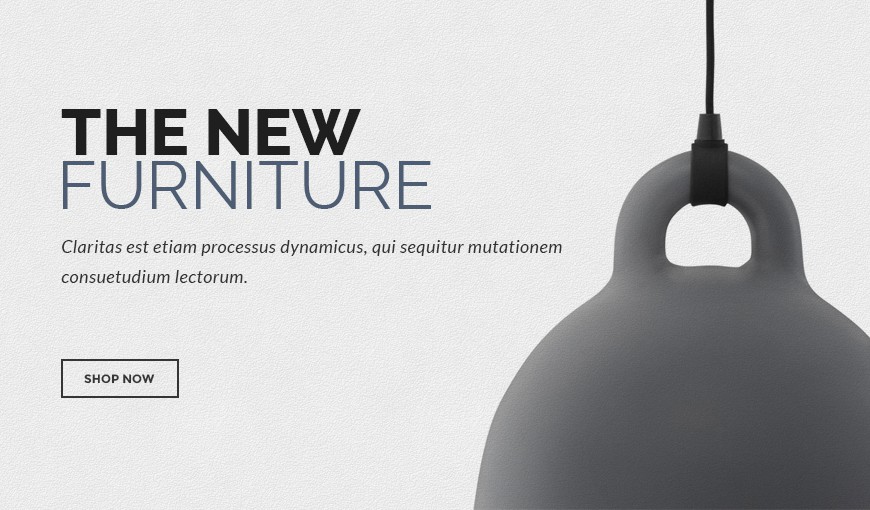 THE NEW
FURNITURE
Claritas est etiam processus dynamicus, qui sequitur mutationem
consuetudium lectorum.
SHOP NOW